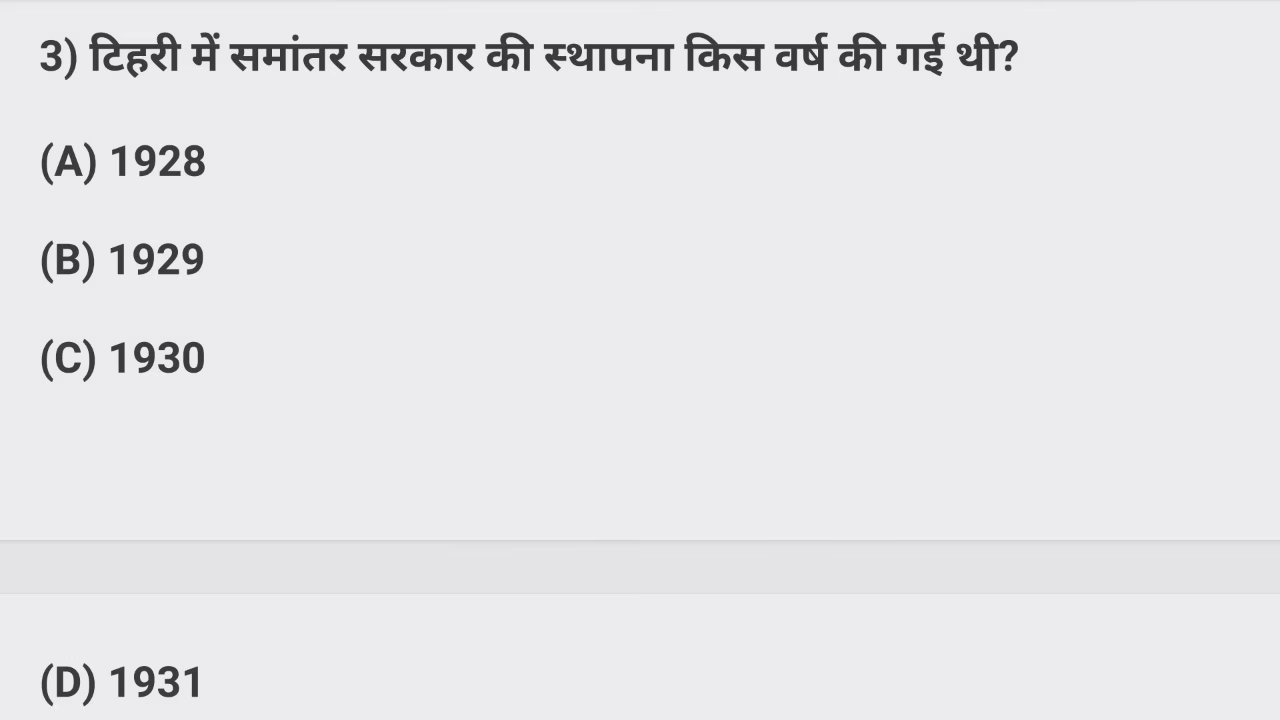 3) टिहरी में समांतर सरकार की स्थापना किस वर्ष की गई थी?
(A) 1928
(B) 1929
(C) 1930
(D) 1931